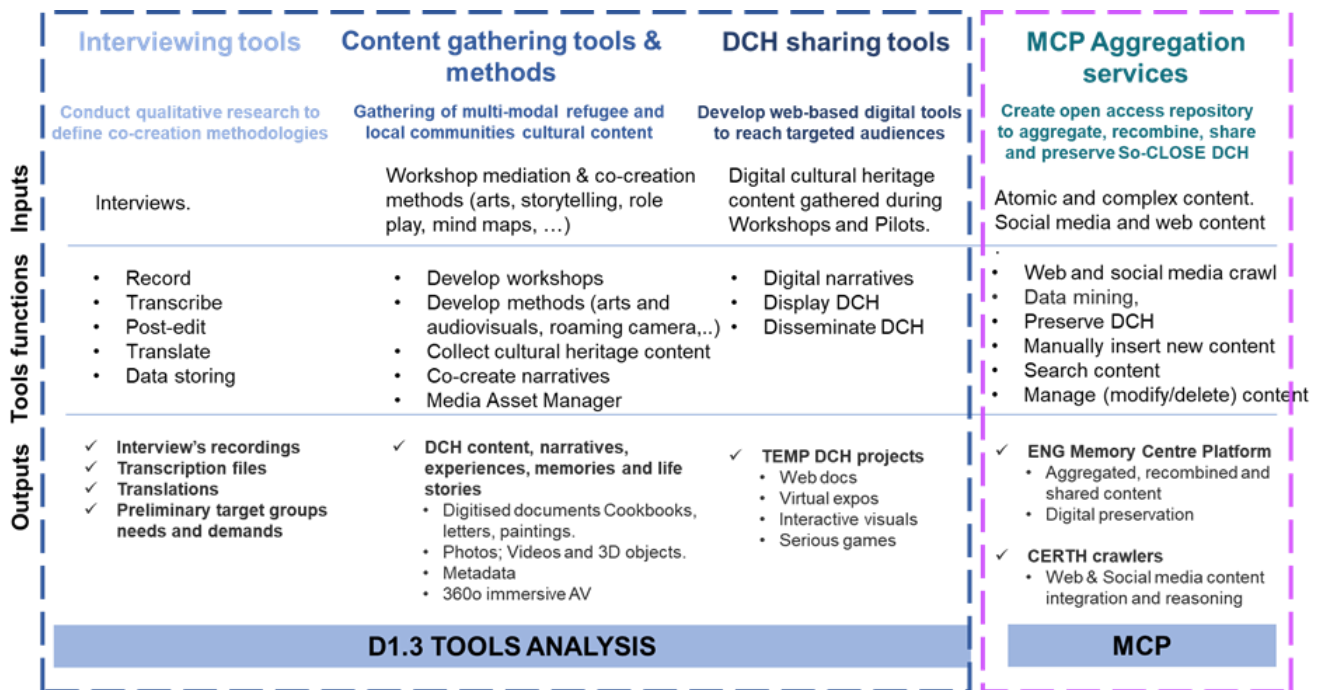 Interviewing tools
Conduct qualitative research to
define co-creation methodologies
Content gathering tools &
methods
Gathering of multi-modal refugee and
local communities cultural content
DCH sharing tools
Develop web-based digital tools
to reach targeted audiences
MCP Aggregation
services
Create open access repository
to aggregate, recombine, share
and preserve So-CLOSE DCH
Inputs
Interviews.
Workshop mediation & co-creation
methods (arts, storytelling, role
play, mind maps, …)
Digital cultural heritage
content gathered during
Workshops and Pilots.
Atomic and complex content.
Social media and web content
.
Tools functions
• Record
• Transcribe
• Post-edit
• Translate
• Data storing
• Develop workshops
• Develop methods (arts and
audiovisuals, roaming camera,..)
• Collect cultural heritage content
• Co-create narratives
• Media Asset Manager
• Digital narratives
• Display DCH
• Disseminate DCH
• Web and social media crawl
• Data mining,
• Preserve DCH
• Manually insert new content
• Search content
• Manage (modify/delete) content
Outputs
✓ Interview's recordings
✓ Transcription files
✓ Translations
✓ Preliminary target groups
needs and demands
✓ DCH content, narratives,
experiences, memories and life
stories
• Digitised documents Cookbooks,
letters, paintings.
• Photos; Videos and 3D objects.
• Metadata
• 360o immersive AV
✓ TEMP DCH projects
• Web docs
• Virtual expos
• Interactive visuals
• Serious games
✓ ENG Memory Centre Platform
• Aggregated, recombined and
shared content
• Digital preservation
✓ CERTH crawlers
• Web & Social media content
integration and reasoning
D1.3 TOOLS ANALYSIS
MCP